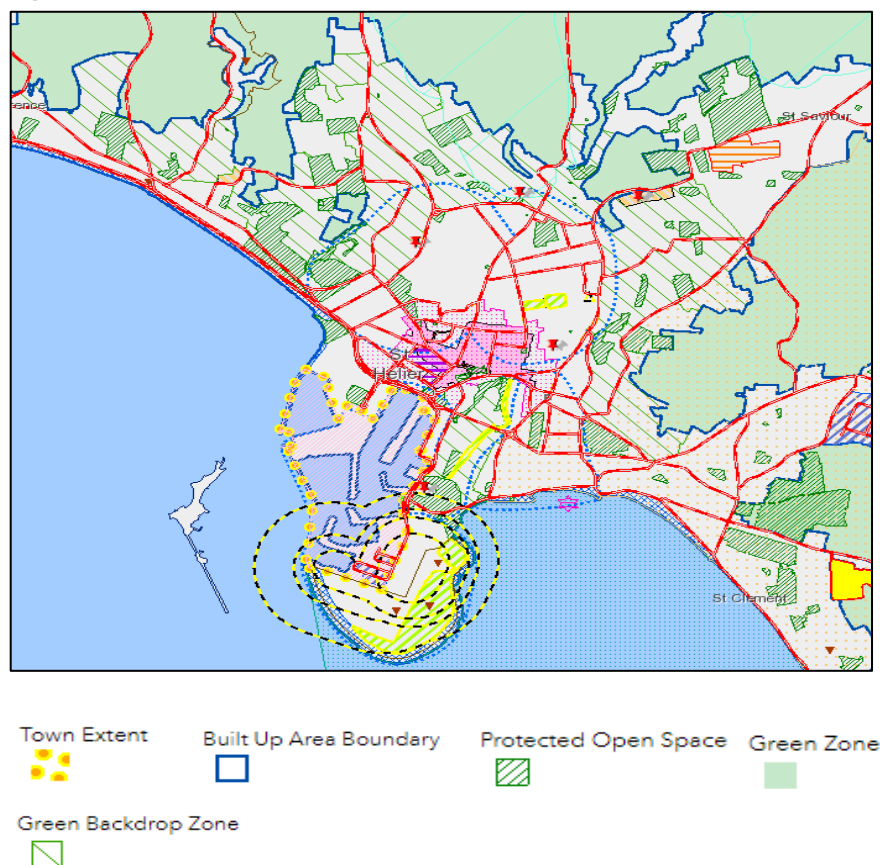 ence
St Saviour
St
Helier
St Clement
Town Extent
Built Up Area Boundary
Protected Open Space
Green Zone
Green Backdrop Zone